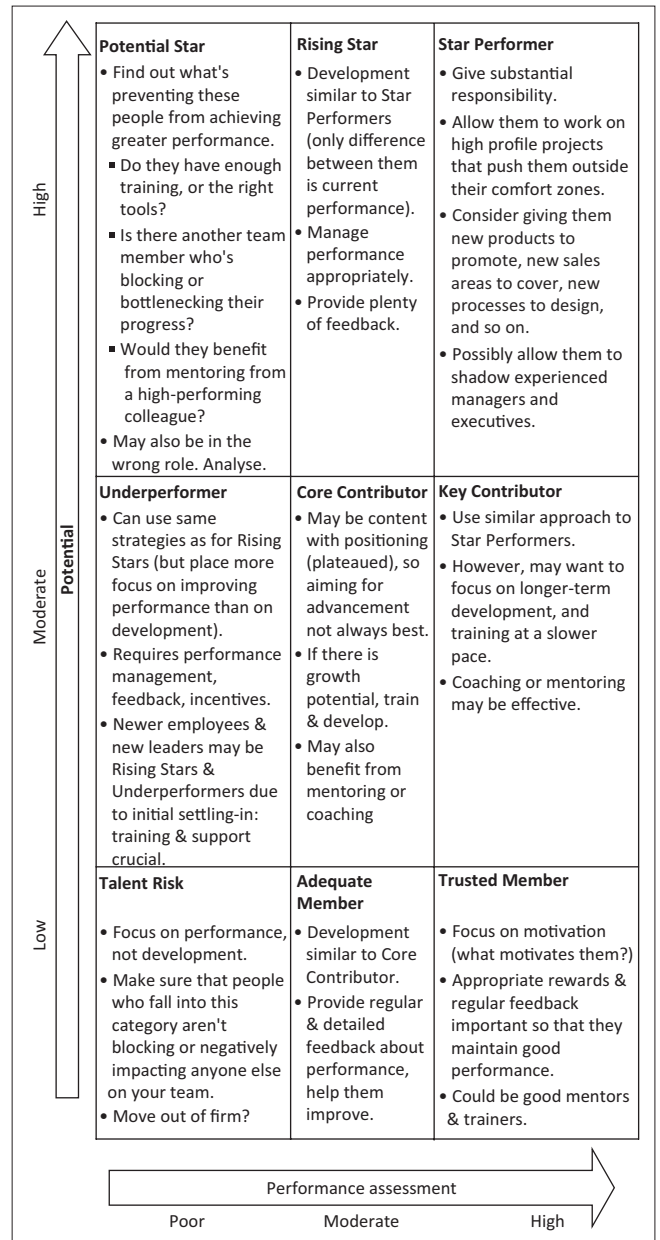 Potential Star
• Find out what's
preventing these
people from achieving
greater performance.
▪ Do they have enough
training, or the right
tools?
▪ Is there another team
member who's
blocking or
bottlenecking their
progress?
▪ Would they benefit
from mentoring from
a high-performing
colleague?
• May also be in the
wrong role. Analyse.
Rising Star
• Development
similar to Star
Performers
(only difference
between them
is current
performance).
• Manage
performance
appropriately.
• Provide plenty
of feedback.
Star Performer
• Give substantial
responsibility.
• Allow them to work on
high profile projects
that push them outside
their comfort zones.
• Consider giving them
new products to
promote, new sales
areas to cover, new
processes to design,
and so on.
• Possibly allow them to
shadow experienced
managers and
executives.
High
Underperformer
• Can use same
strategies as for Rising
Stars (but place more
focus on improving
performance than on
development).
• Requires performance
management,
feedback, incentives.
• Newer employees &
new leaders may be
Rising Stars &
Underperformers due
to initial settling-in:
training & support
crucial.
Core Contributor
• May be content
with positioning
(plateaued), so
aiming for
advancement
not always best.
• If there is
growth
potential, train
& develop.
• May also
benefit from
mentoring or
coaching
Key Contributor
• Use similar approach to
Star Performers.
• However, may want to
focus on longer-term
development, and
training at a slower
pace.
• Coaching or mentoring
may be effective.
Moderate
Potential
Talent Risk
• Focus on performance,
not development.
• Make sure that people
who fall into this
category aren't
blocking or negatively
impacting anyone else
on your team.
• Move out of firm?
Adequate
Member
• Development
similar to Core
Contributor.
• Provide regular
& detailed
feedback about
performance,
help them
improve.
Trusted Member
• Focus on motivation
(what motivates them?)
• Appropriate rewards &
regular feedback
important so that they
maintain good
performance.
• Could be good mentors
& trainers.
Low
Performance assessment
Poor
Moderate
High